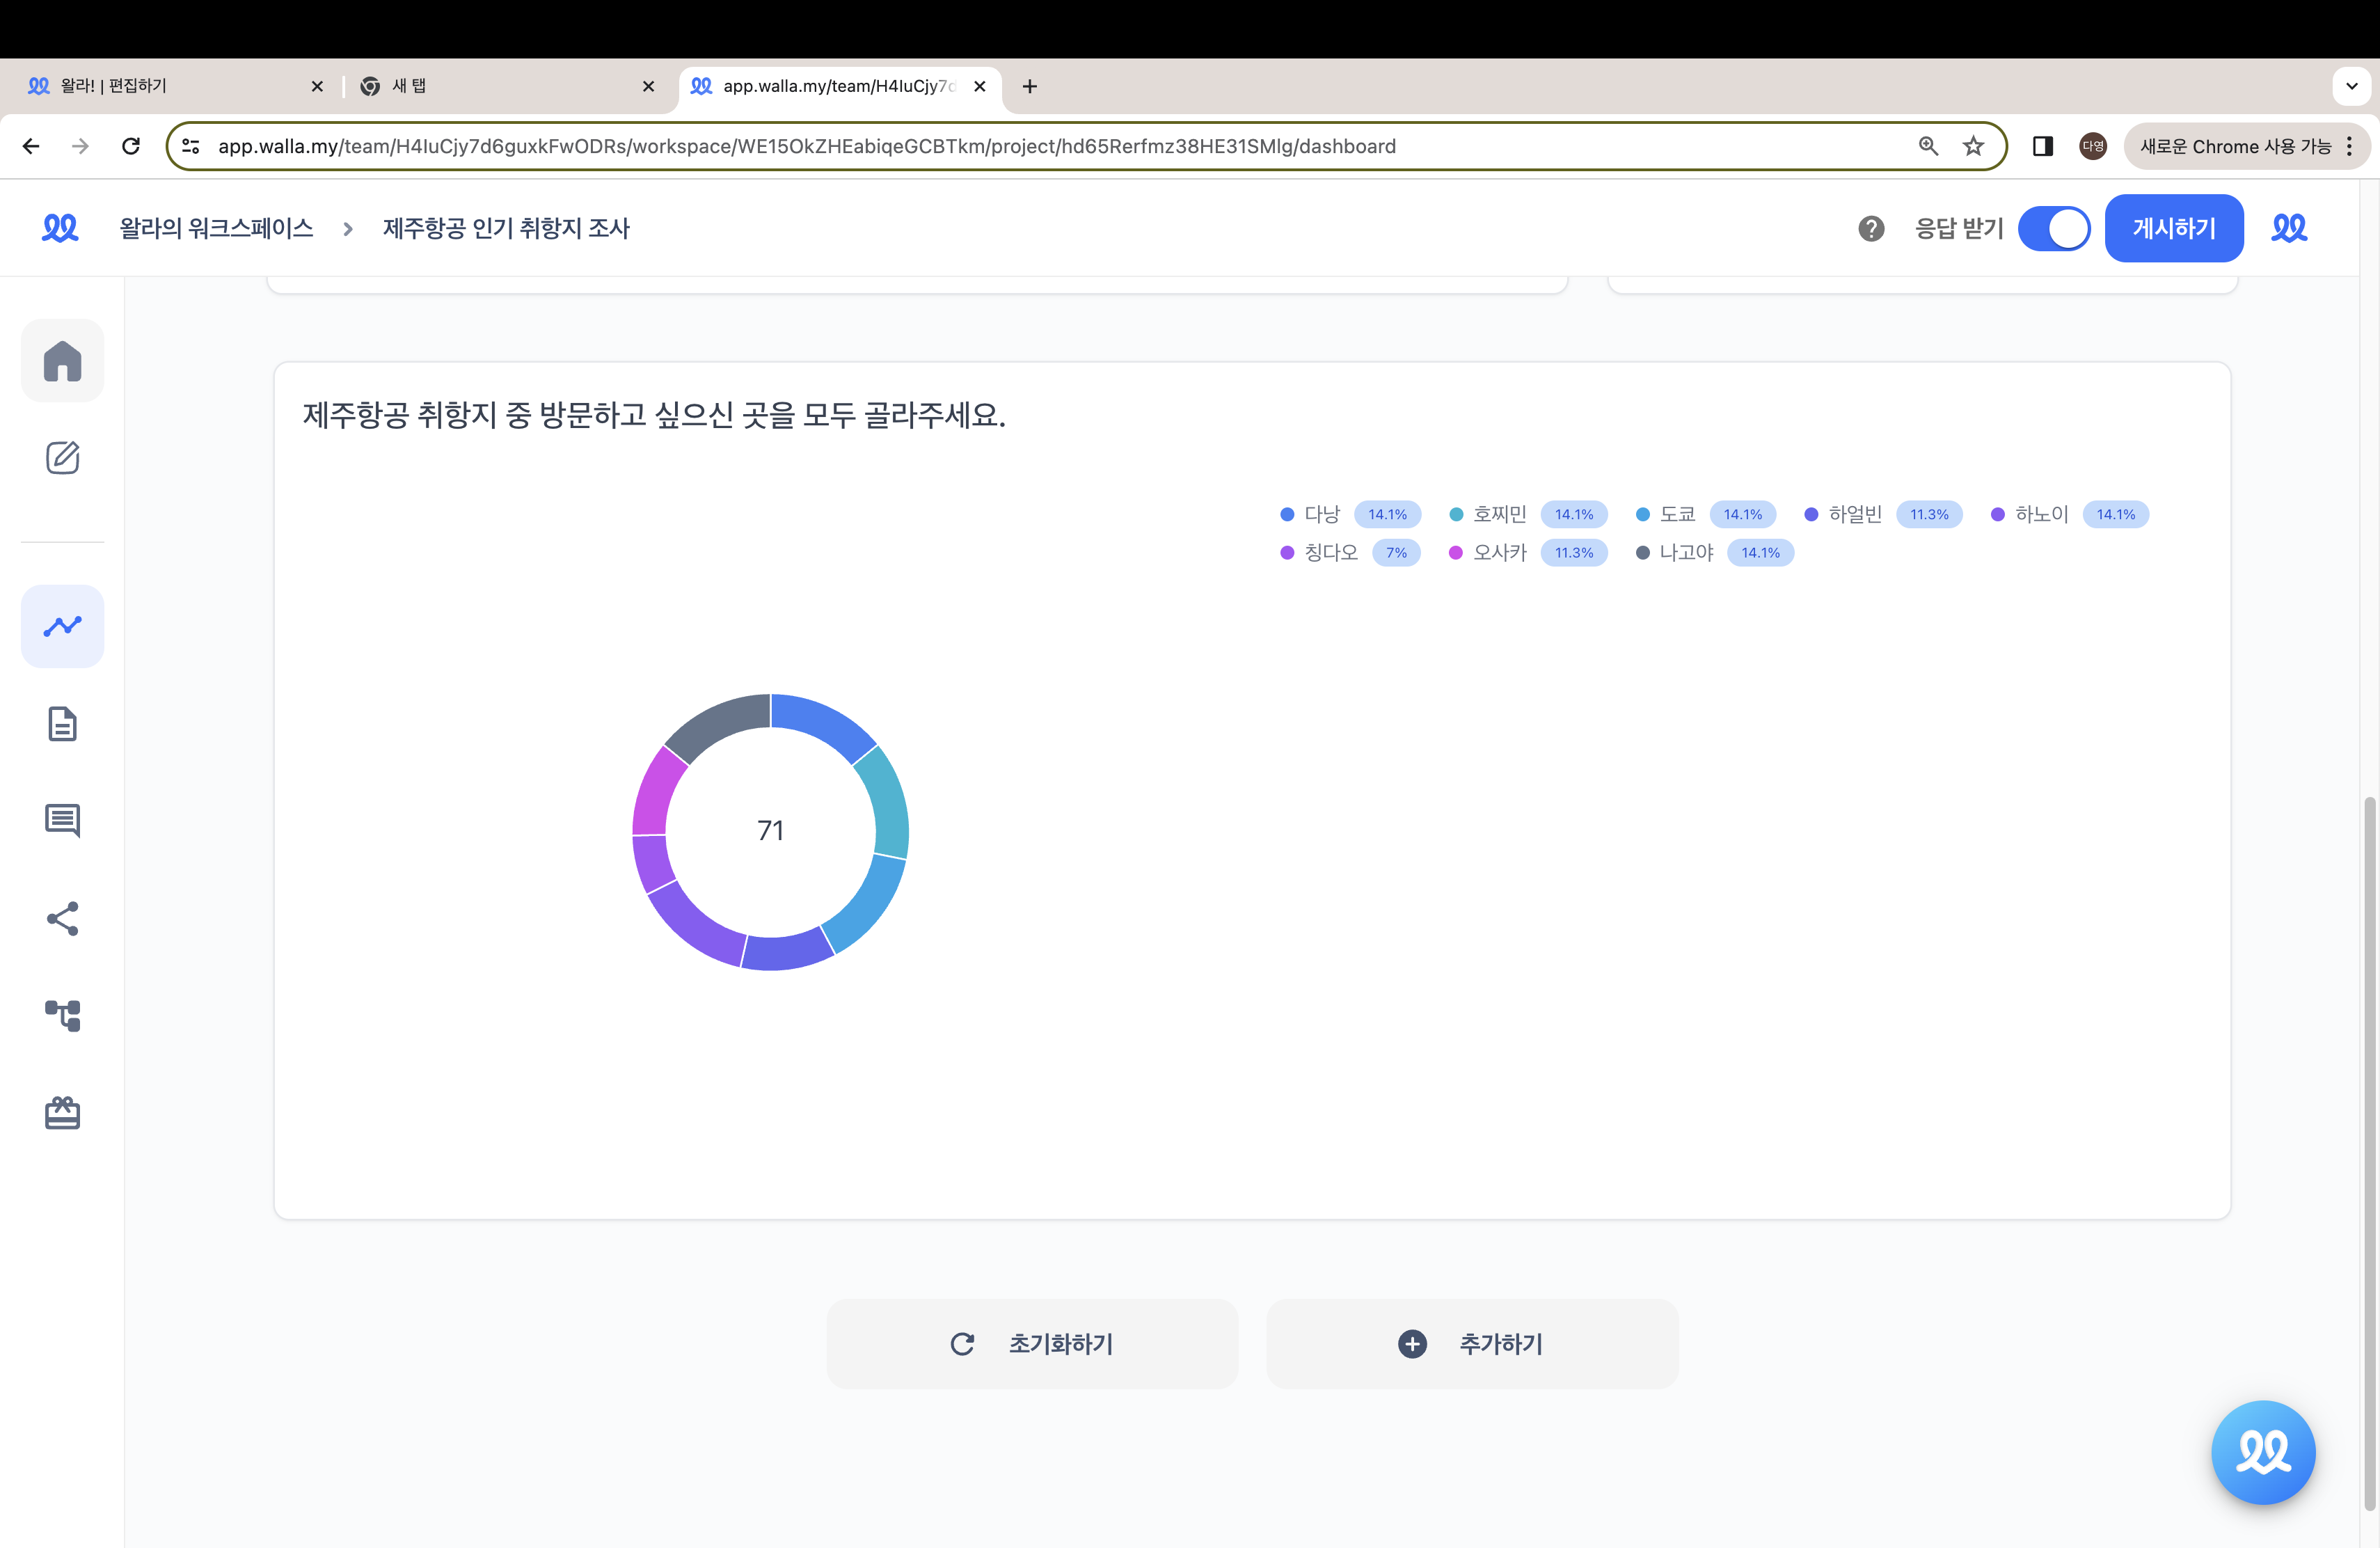 왈라! | 편집하기
새 탭
app.walla.my/team/H4IuCjy7d
app.walla.my/team/H4IuCjy7d6guxkFwODRs/workspace/WE15OkZHEabiqeGCBTkm/project/hd65Rerfmz38HE31SMlg/dashboard
다영
새로운 Chrome 사용 가능
왈라의 워크스페이스 > 제주항공 인기 취항지 조사
응답 받기
게시하기
제주항공 취항지 중 방문하고 싶으신 곳을 모두 골라주세요.
다낭 14.1% 호찌민 14.1% 도쿄 14.1% 하얼빈 11.3% 하노이 14.1%
칭다오 7% 오사카 11.3% 나고야 14.1%
71
초기화하기
추가하기